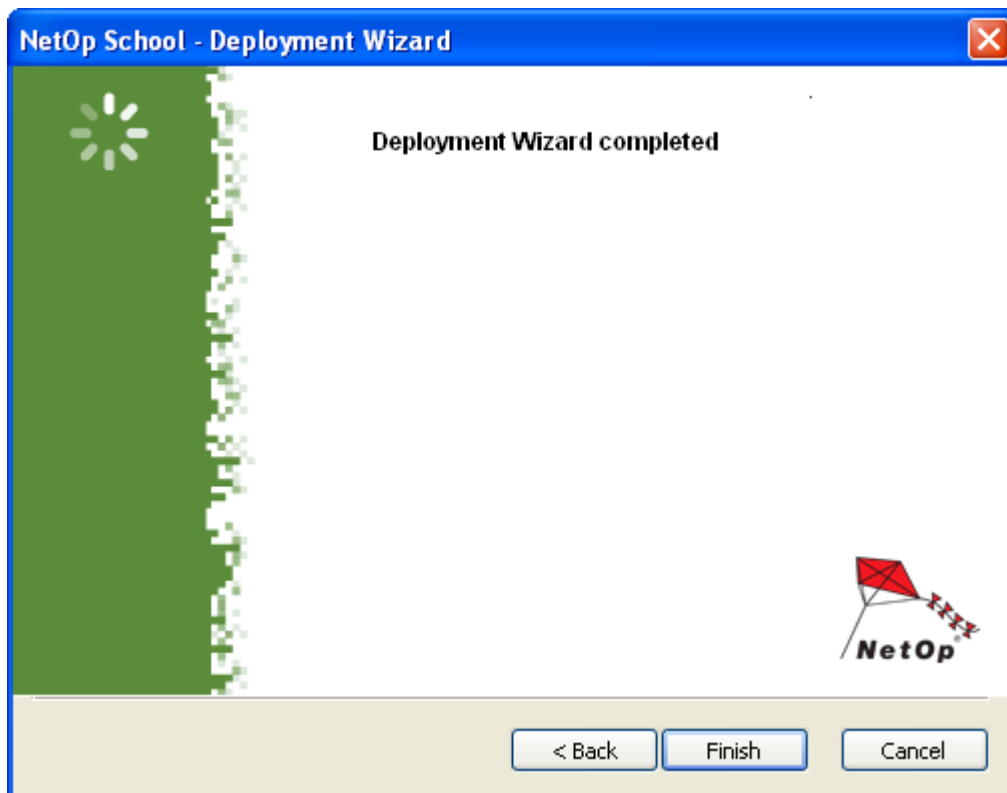 NetOp School - Deployment Wizard
Deployment Wizard completed
NetOp®
< Back
Finish
Cancel